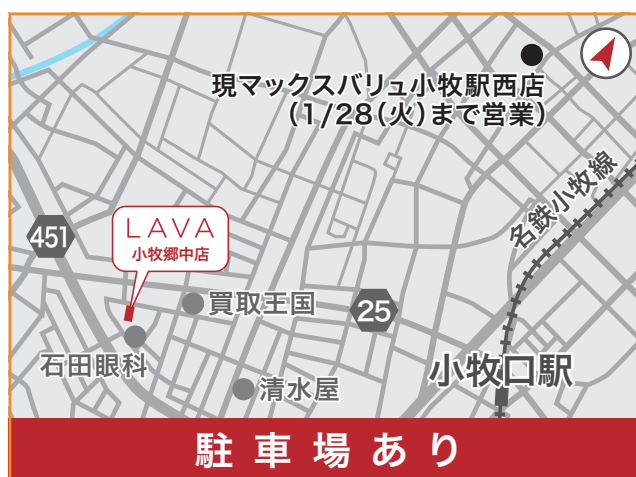 現マックスバリュ小牧駅西店
(1/28(火)まで営業)
名鉄小牧線
451
LAVA
小牧郷中店
買取王国
25
石田眼科
小牧口駅
清水屋
駐車場あり